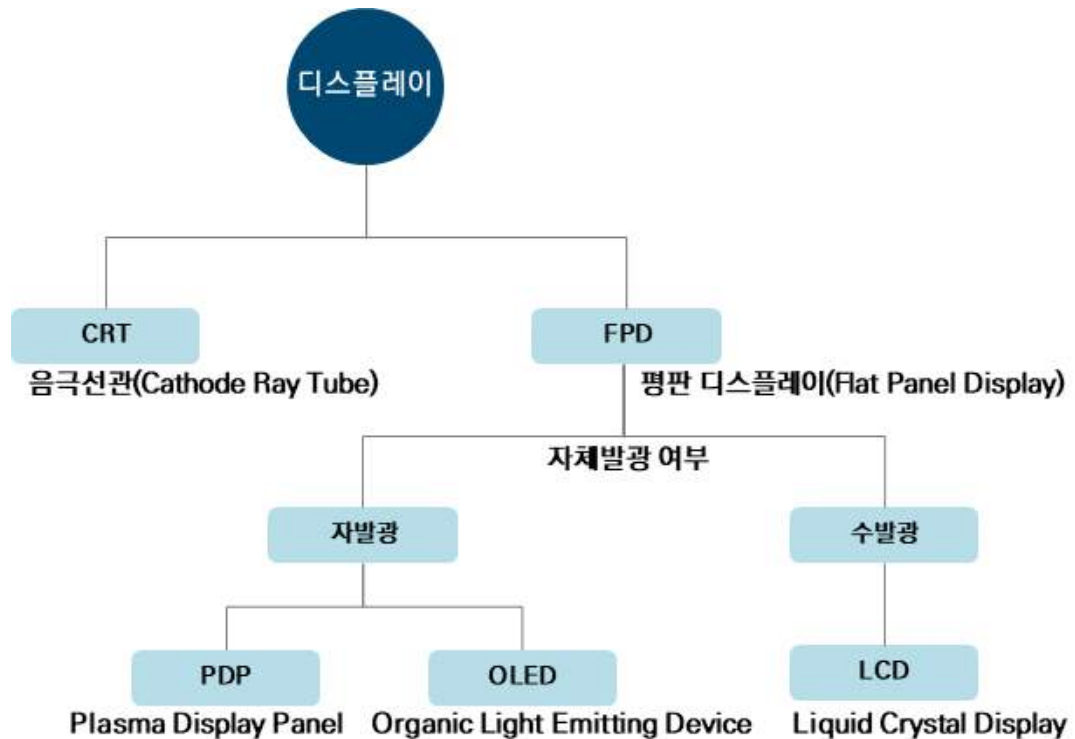 디스플레이
CRT
음극선관(Cathode Ray Tube)
FPD
평판 디스플레이(Flat Panel Display)
자체발광 여부
자발광
수발광
PDP
Plasma Display Panel
OLED
Organic Light Emitting Device
LCD
Liquid Crystal Display